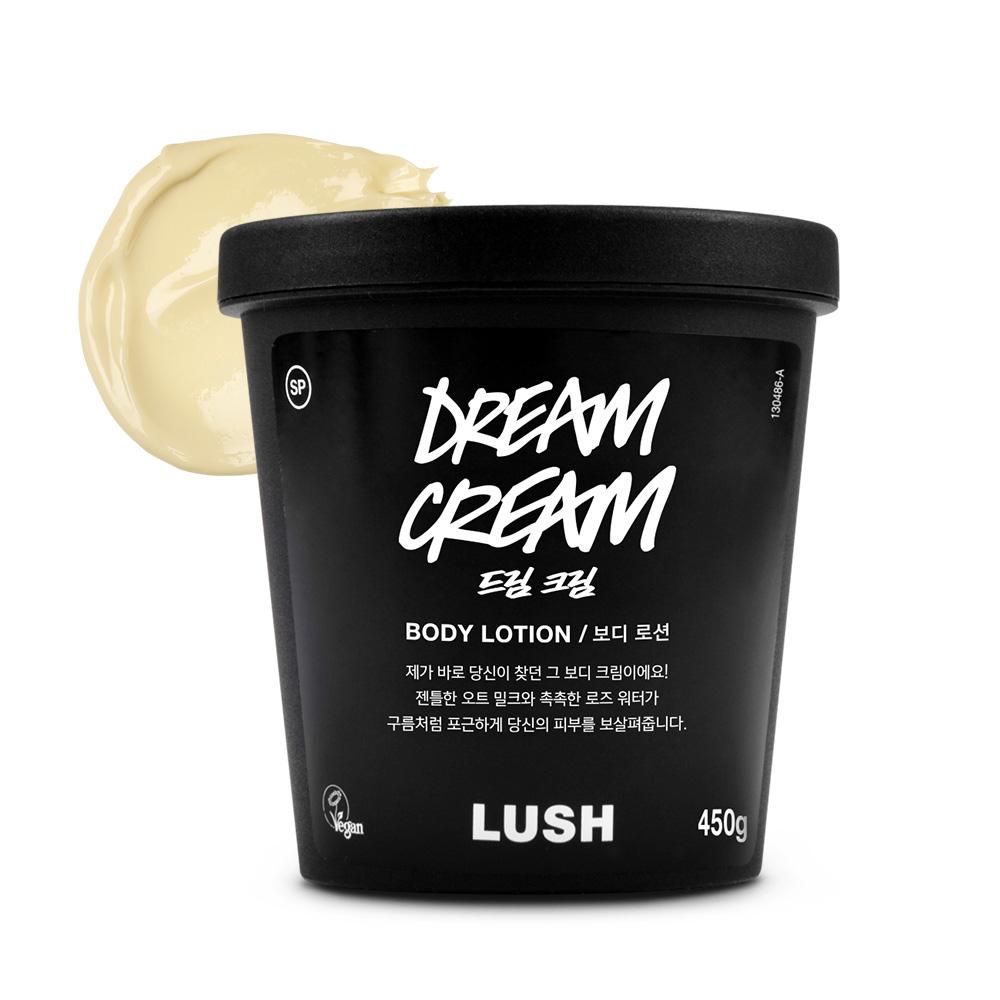 SP
130486-A
DREAM
CREAM
드림 크림
BODY LOTION / 보디 로션
제가 바로 당신이 찾던 그 보디 크림이에요!
젠틀한 오트 밀크와 촉촉한 로즈 워터가
구름처럼 포근하게 당신의 피부를 보살펴줍니다.
Vegan
LUSH
450g